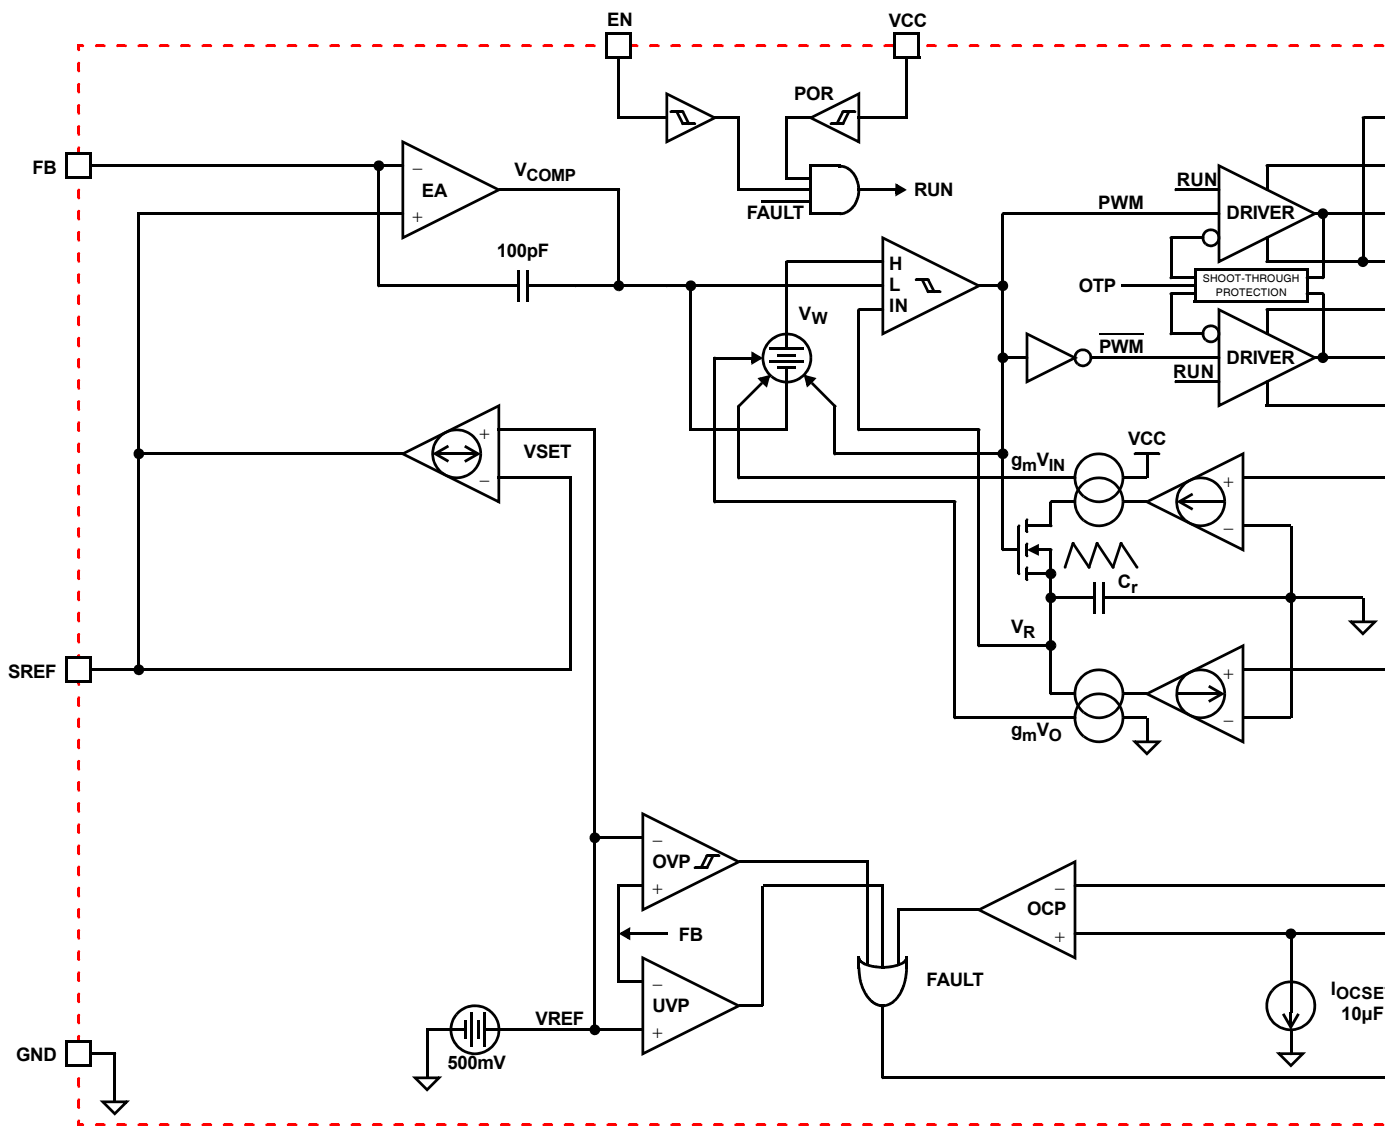 EN
VCC
POR
FB
−
EA
+
VCOMP
RUN
FAULT
RUN
PWM
DRIVER
100pF
H
L
IN
OTP
SHOOT-THROUGH
PROTECTION
VW
PWM
DRIVER
RUN
+
VSET
−
VCC
gmVIN
+
−
Cr
VR
SREF
+
−
gmVO
−
OVP
+
−
OCP
+
FB
FAULT
−
UVP
+
VREF
500mV
IOCSE
10µF
GND